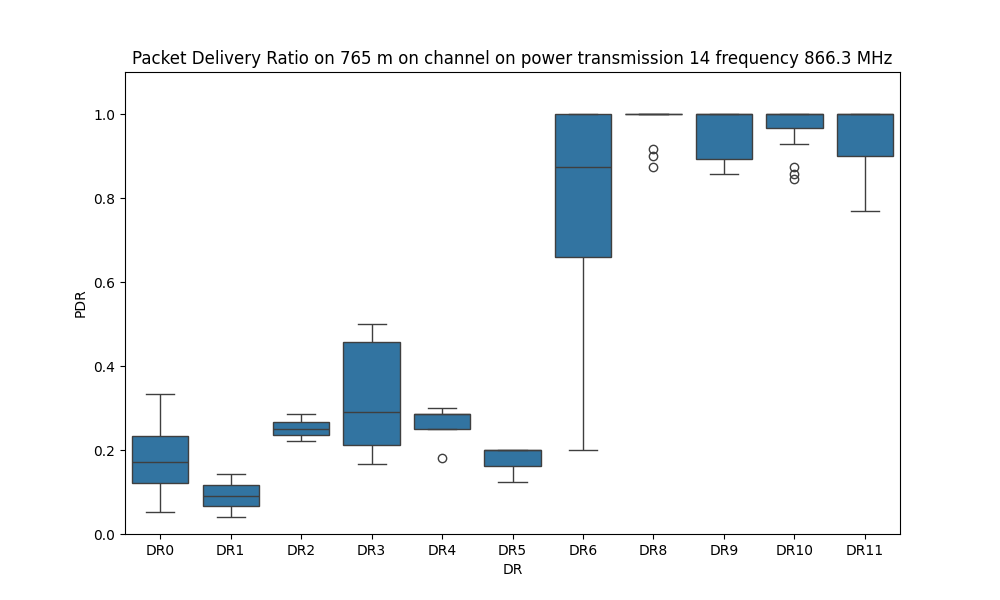 Packet Delivery Ratio on 765 m on channel on power transmission 14 frequency 866.3 MHz
1.0
0.8
0.6
0.4
0.2
0.0
PDR
DR0 DR1 DR2 DR3 DR4 DR5 DR6 DR8 DR9 DR10 DR11
DR